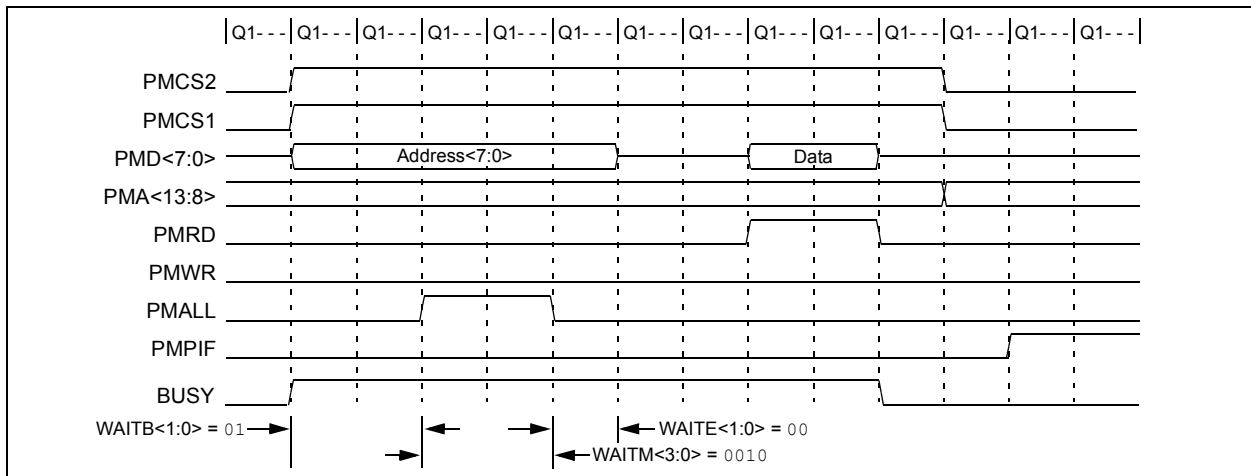 Q1- - - Q1- - - Q1- - - Q1- - - Q1- - - Q1- - - Q1- - - Q1- - - Q1- - - Q1- - - Q1- - - Q1- - - Q1- - - Q1- - -
PMCS2
PMCS1
PMD<7:0> Address<7:0> Data
PMA<13:8>
PMRD
PMWR
PMALL
PMPIF
BUSY
WAITB<1:0> = 01 WAITE<1:0> = 00
WAITM<3:0> = 0010